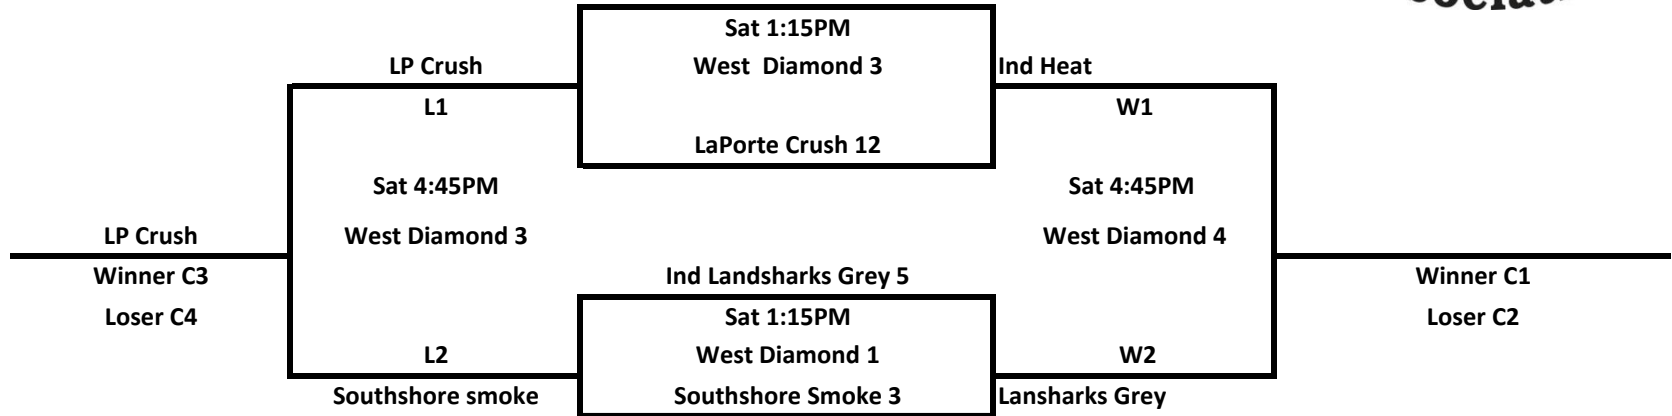 Sat 1:15PM
LP Crush West Diamond 3 Ind Heat
L1 W1
LaPorte Crush 12
Sat 4:45PM Sat 4:45PM
LP Crush West Diamond 3 West Diamond 4
Winner C3 Ind Landsharks Grey 5 Winner C1
Loser C4 Sat 1:15PM Loser C2
L2 West Diamond 1 W2
Southshore smoke Southshore Smoke 3 Lansharks Grey